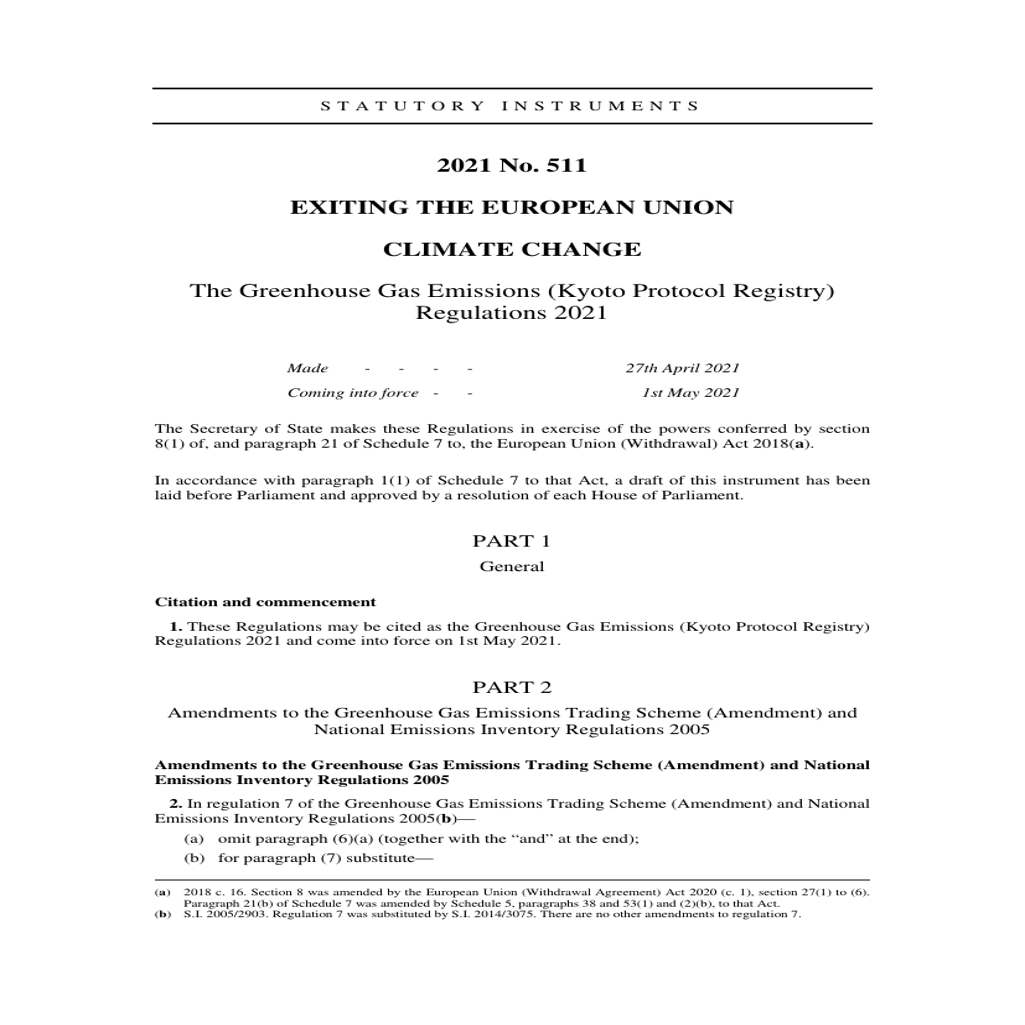 STATUTORY INSTRUMENTS
2021 No. 511
EXITING THE EUROPEAN UNION
CLIMATE CHANGE
The Greenhouse Gas Emissions (Kyoto Protocol Registry)
Regulations 2021
Made - - - - 27th April 2021
Coming into force - - 1st May 2021
The Secretary of State makes these Regulations in exercise of the powers conferred by section
8(1) of, and paragraph 21 of Schedule 7 to, the European Union (Withdrawal) Act 2018(a).
In accordance with paragraph 1(1) of Schedule 7 to that Act, a draft of this instrument has been
laid before Parliament and approved by a resolution of each House of Parliament.
PART 1
General
Citation and commencement
1. These Regulations may be cited as the Greenhouse Gas Emissions (Kyoto Protocol Registry)
Regulations 2021 and come into force on 1st May 2021.
PART 2
Amendments to the Greenhouse Gas Emissions Trading Scheme (Amendment) and
National Emissions Inventory Regulations 2005
Amendments to the Greenhouse Gas Emissions Trading Scheme (Amendment) and National
Emissions Inventory Regulations 2005
2. In regulation 7 of the Greenhouse Gas Emissions Trading Scheme (Amendment) and National
Emissions Inventory Regulations 2005(b)—
(a) omit paragraph (6)(a) (together with the “and” at the end);
(b) for paragraph (7) substitute—
(a) 2018 c. 16. Section 8 was amended by the European Union (Withdrawal Agreement) Act 2020 (c. 1), section 27(1) to (6).
Paragraph 21(b) of Schedule 7 was amended by Schedule 5, paragraphs 38 and 53(1) and (2)(b), to that Act.
(b) S.I. 2005/2903. Regulation 7 was substituted by S.I. 2014/3075. There are no other amendments to regulation 7.